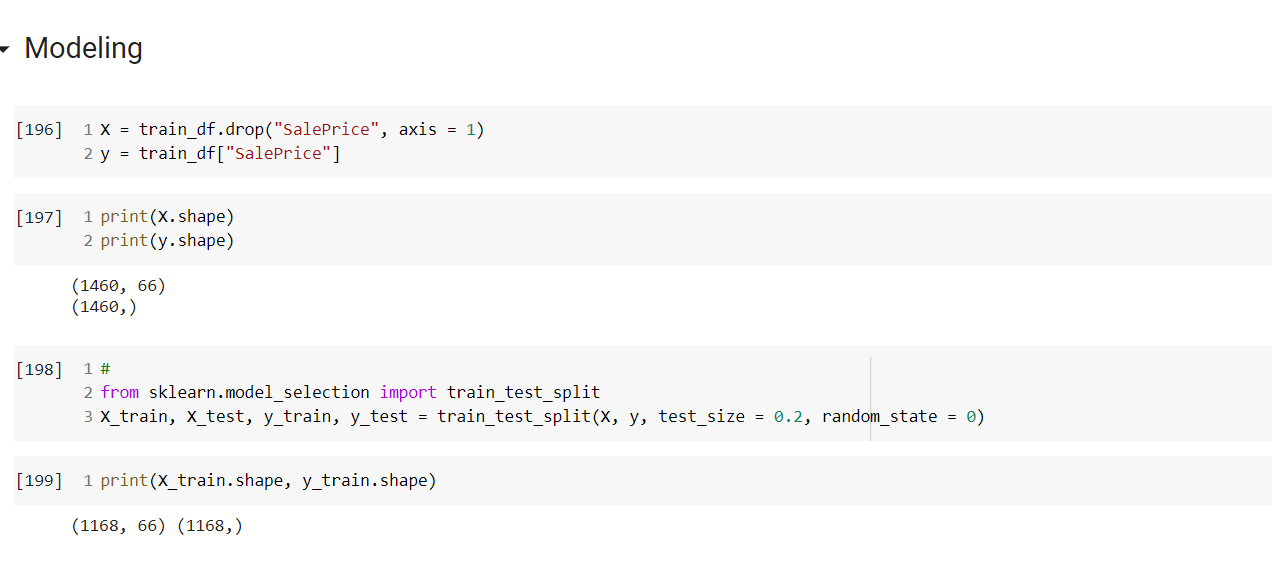 Modeling
[196] 1 X = train_df.drop("SalePrice", axis = 1)
2 y = train_df["SalePrice"]
[197] 1 print(X.shape)
2 print(y.shape)
(1460, 66)
(1460,)
[198] 1 #
2 from sklearn.model_selection import train_test_split
3 X_train, X_test, y_train, y_test = train_test_split(X, y, test_size = 0.2, random_state = 0)
[199] 1 print(X_train.shape, y_train.shape)
(1168, 66) (1168,)